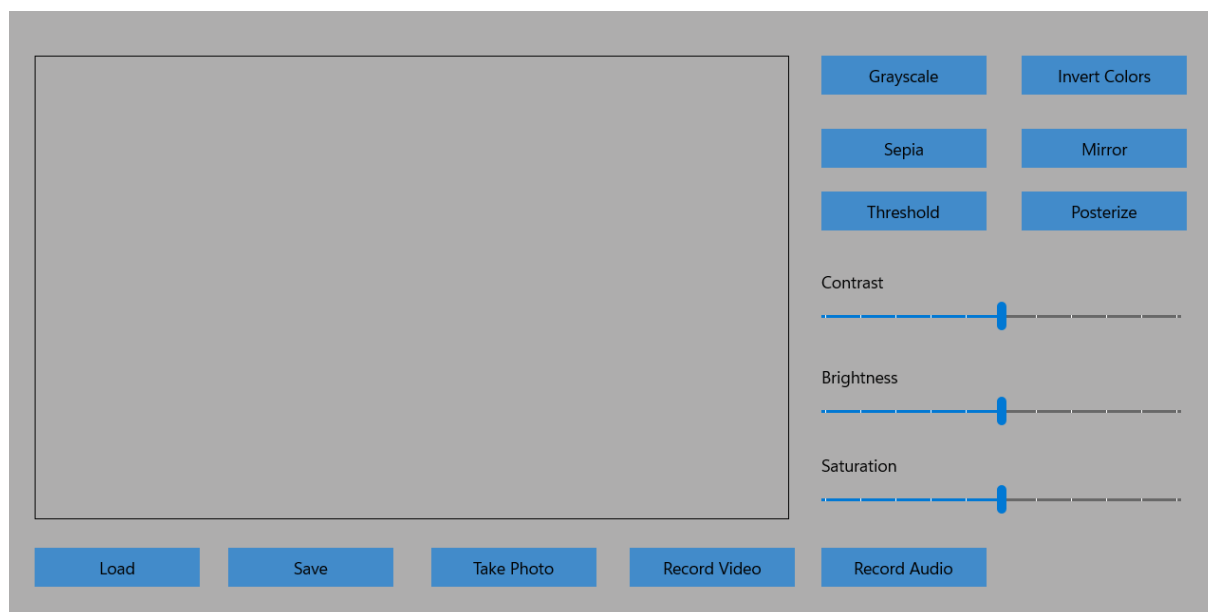 Grayscale
Invert Colors
Sepia
Mirror
Threshold
Posterize
Contrast
Brightness
Saturation
Load
Save
Take Photo
Record Video
Record Audio